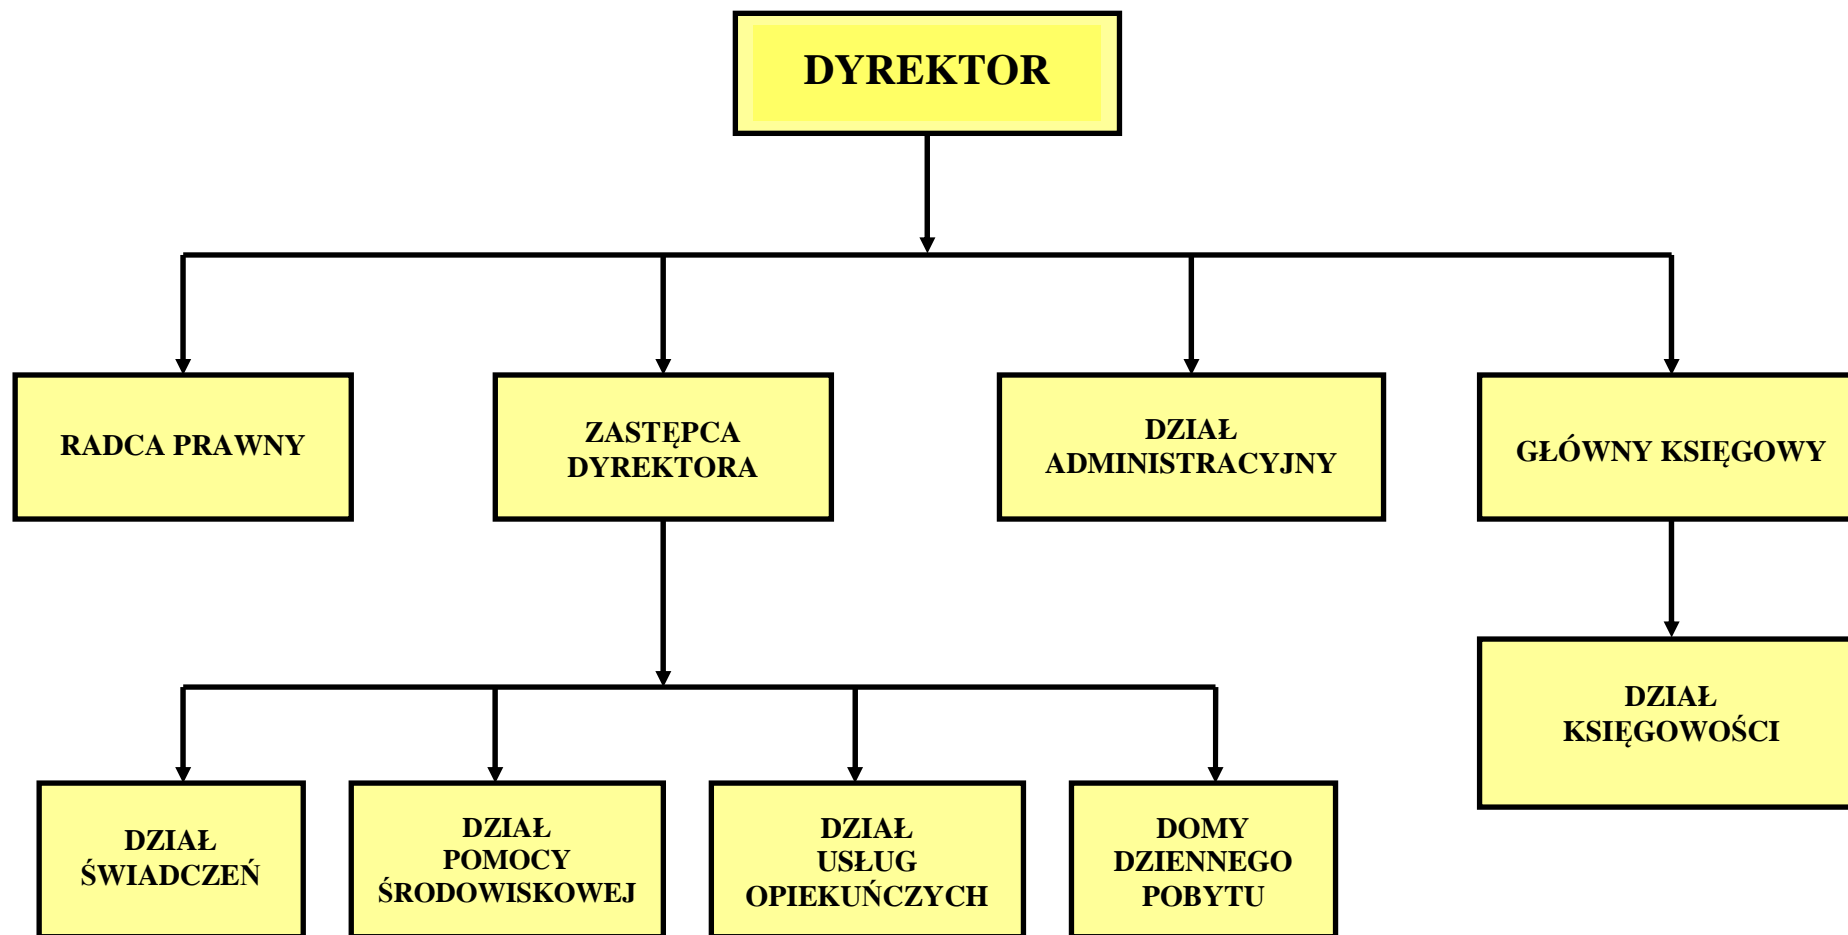 DYREKTOR
RADCA PRAWNY
ZASTĘPCA
DYREKTORA
DZIAŁ
ADMINISTRACYJNY
GŁÓWNY KSIĘGOWY
DZIAŁ
KSIĘGOWOŚCI
DZIAŁ
ŚWIADCZEŃ
DZIAŁ
POMOCY
ŚRODOWISKOWEJ
DZIAŁ
USŁUG
OPIEKUŃCZYCH
DOMY
DZIENNEGO
POBYTU